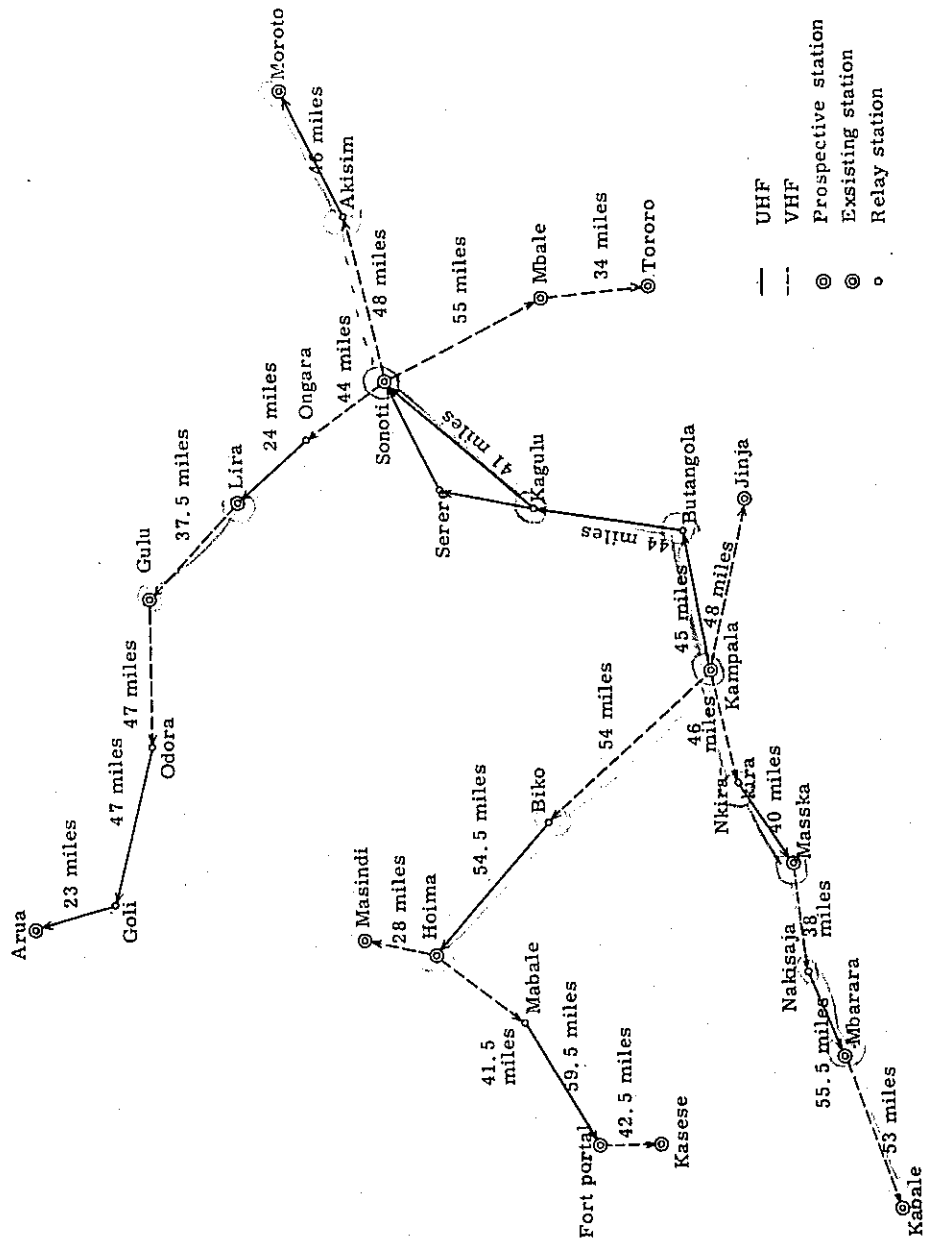 Moroto
46 miles
Akisim
48 miles
55 miles
Mbale
34 miles
Tororo
44 miles
Ongara
24 miles
Sonoti
Lira
37.5 miles
Gulu
47 miles
Odora
47 miles
Goli
23 miles
Arua
41 miles
Serer
Kagulu
44 miles
Butangola
45 miles
48 miles
Jinja
Kampala
54 miles
Biko
54.5 miles
Masindi
28 miles
Hoima
Mabale
41.5
miles
59.5 miles
Fort portal
42.5 miles
Kasese
46
miles
Nkira-
kira
40 miles
Masska
38
miles
Nakisaja
55.5 miles
Mbarara
53 miles
Kabale
UHF
VHF
Prospective station
Exsisting station
Relay station